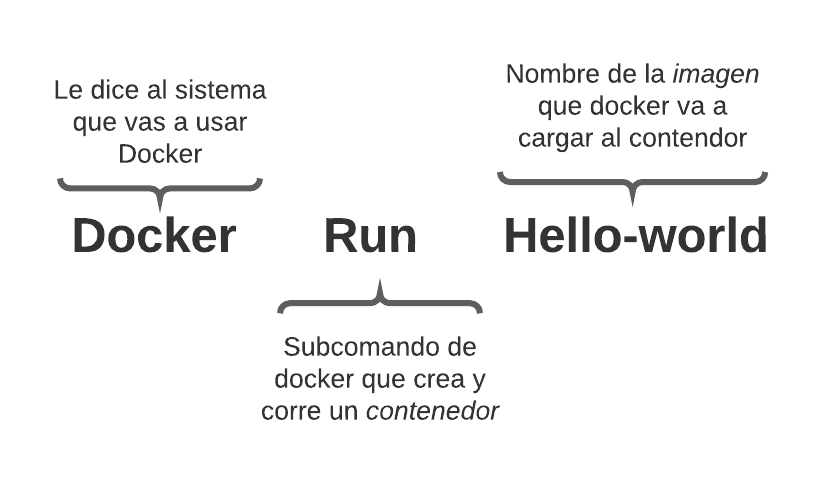 Le dice al sistema
que vas a usar
Docker
Nombre de la imagen
que docker va a
cargar al contendor
Docker Run Hello-world
Subcomando de
docker que crea y
corre un contenedor